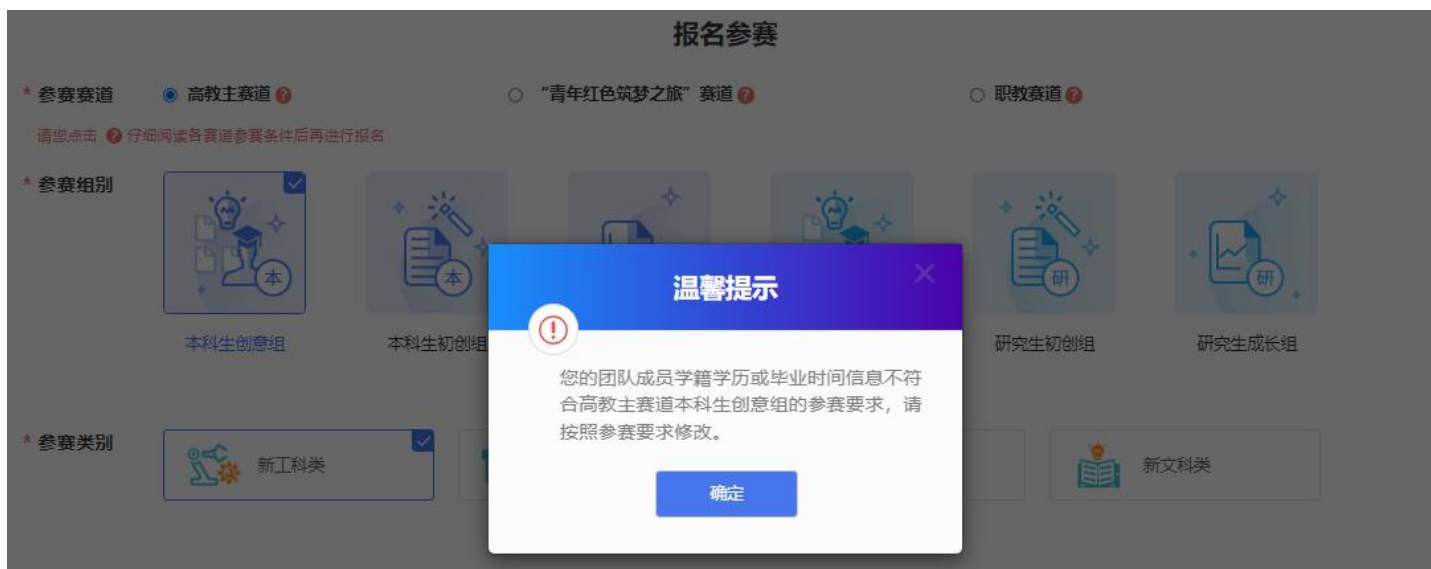 报名参赛
* 参赛赛道 高教主赛道 ? “青年红色筑梦之旅”赛道 ? 职教赛道 ?
请您点击 ? 仔细阅读各赛道参赛条件后再进行报名
* 参赛组别
本 本 研 研
温馨提示
本科生创意组 本科生初创组 研究生初创组 研究生成长组
您的团队成员学籍学历或毕业时间信息不符
合高教主赛道本科生创意组的参赛要求，请
按照参赛要求修改。
* 参赛类别 新工科类 新文科类
确定